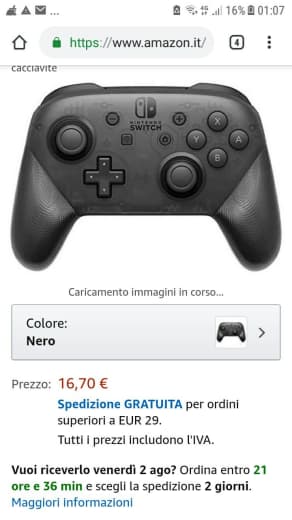 16% 01:07
https://www.amazon.it/
4
cacciavite
NINTENDO
SWITCH
X
Y
A
B
Caricamento immagini in corso...
Colore:
Nero
Prezzo: 16,70 €
Spedizione GRATUITA per ordini
superiori a EUR 29.
Tutti i prezzi includono l'IVA.
Vuoi riceverlo venerdì 2 ago? Ordina entro 21
ore e 36 min e scegli la spedizione 2 giorni.
Maggiori informazioni